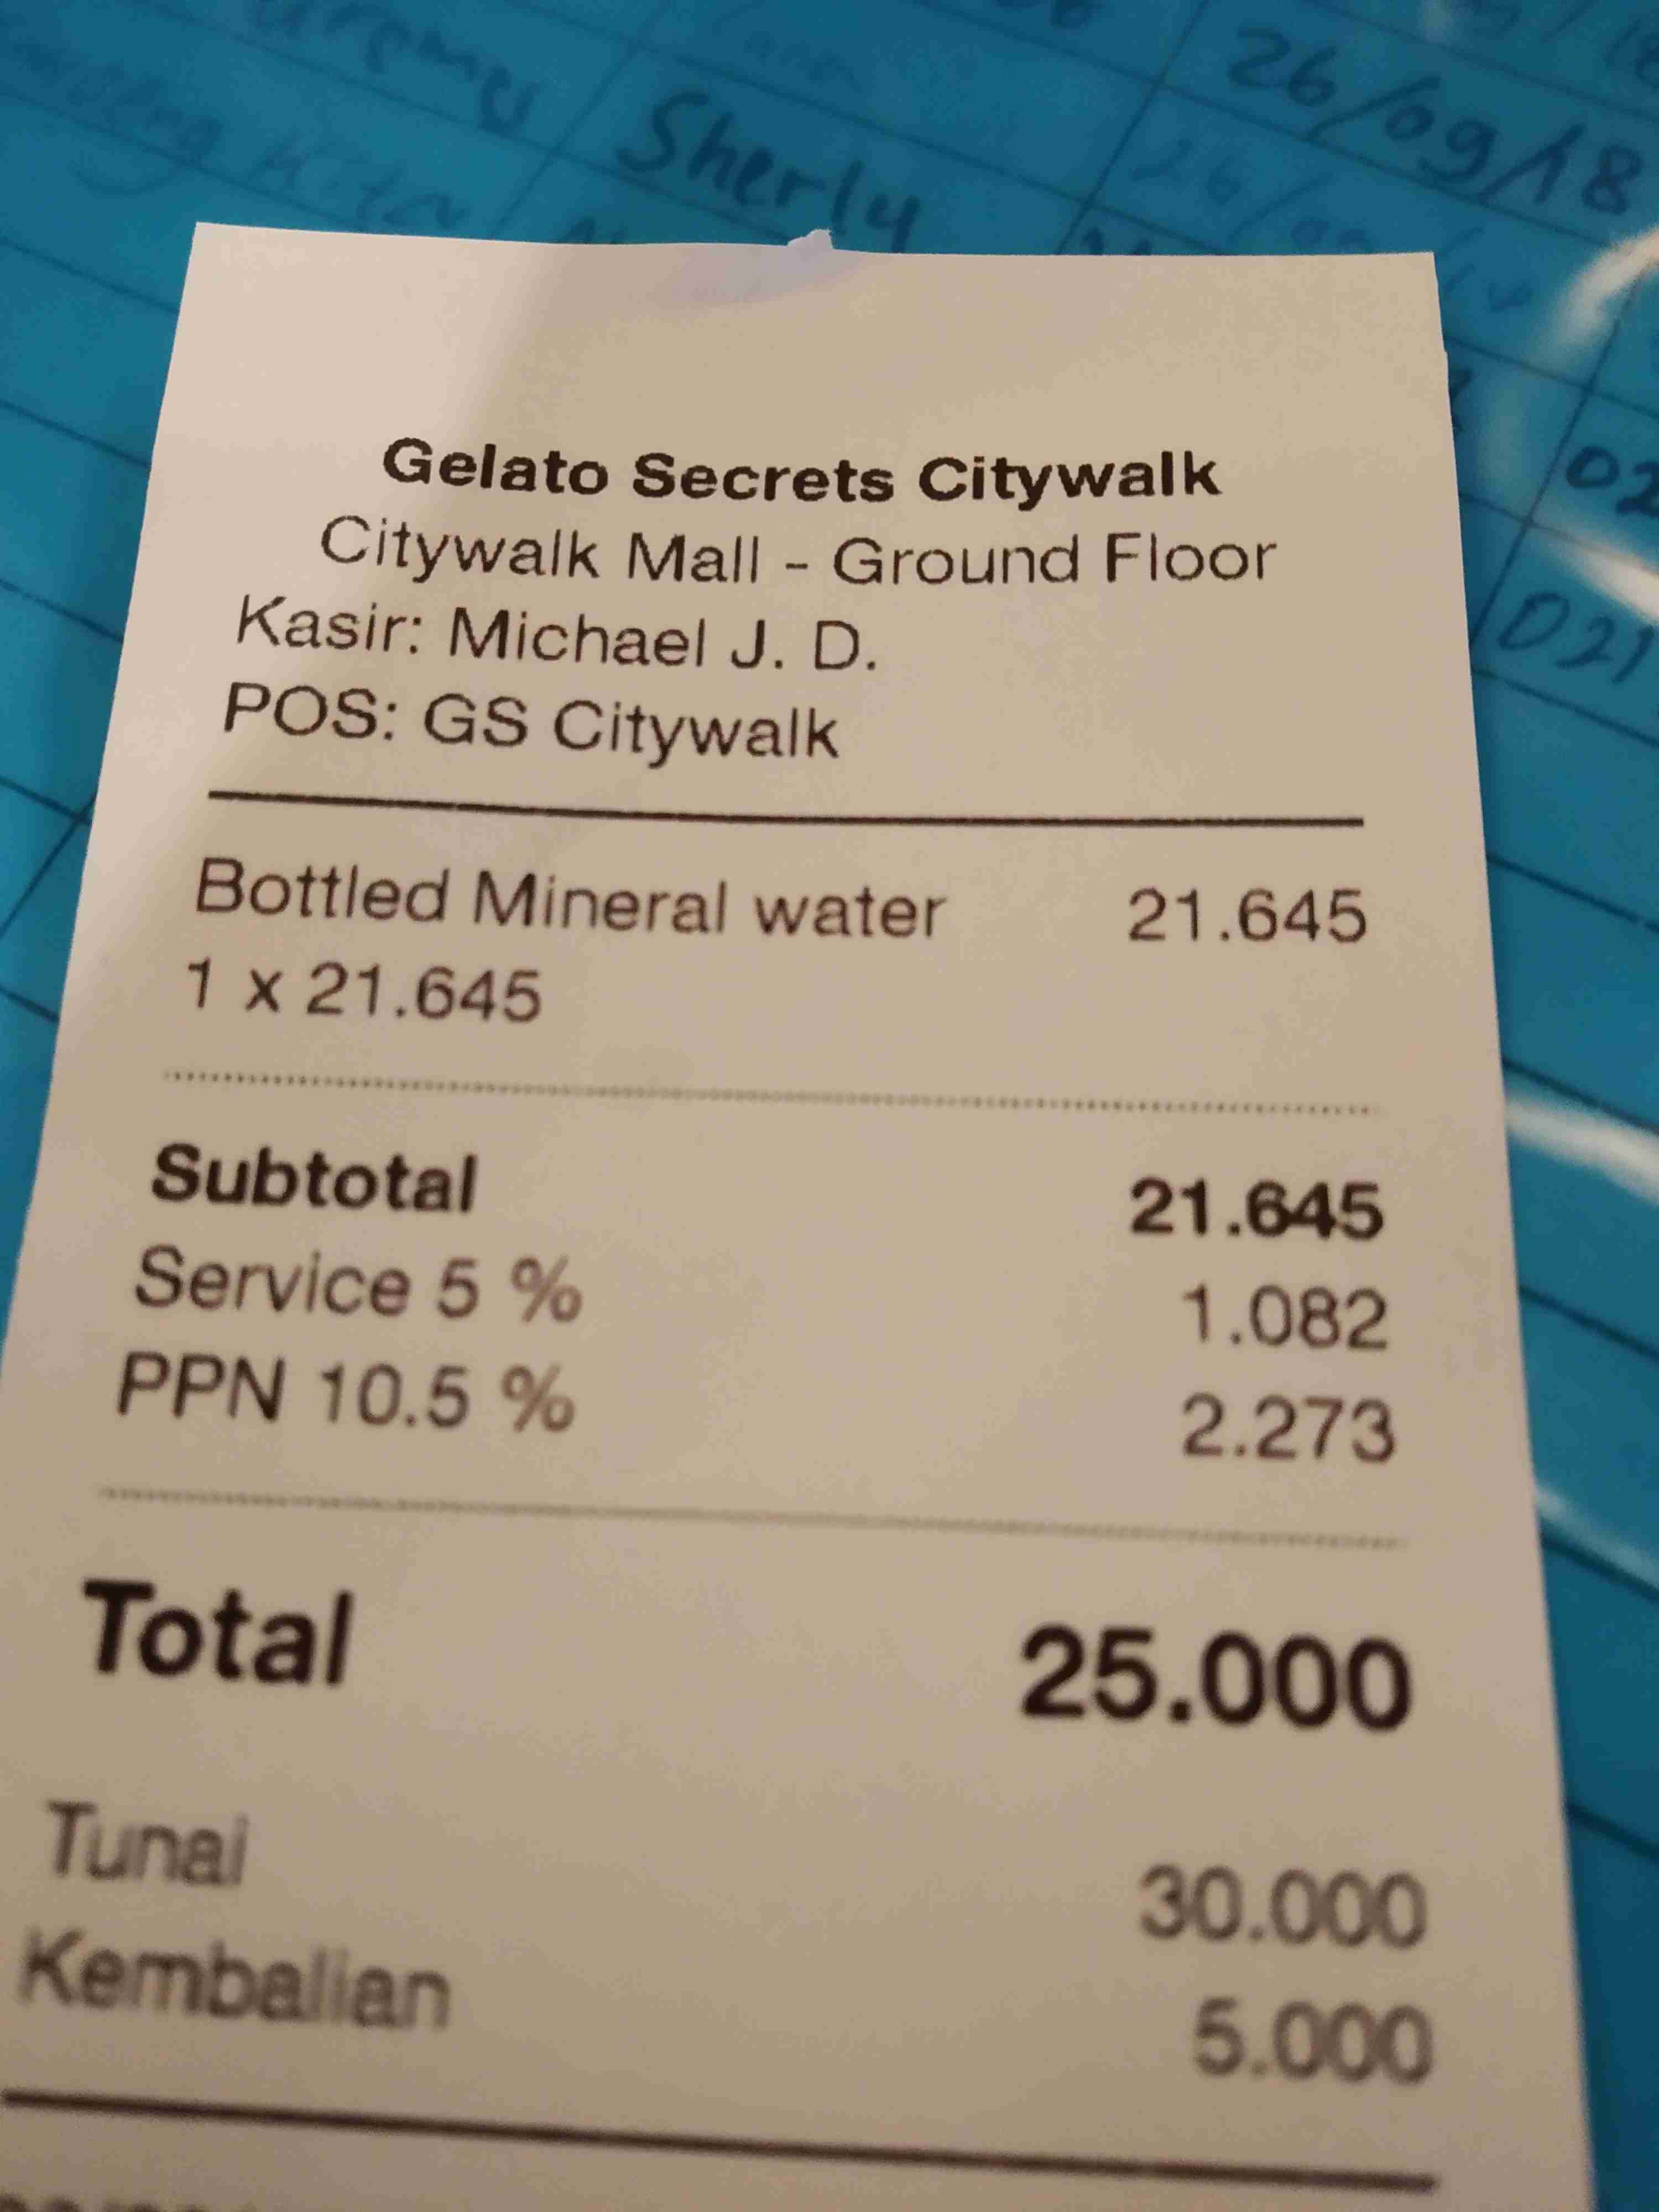 Sherly
26/09/18
Gelato Secrets Citywalk
Citywalk Mall - Ground Floor
Kasir: Michael J. D.
POS: GS Citywalk
Bottled Mineral water 21.645
1 x 21.645
Subtotal 21.645
Service 5 % 1.082
PPN 10.5 % 2.273
Total 25.000
Tunai 30.000
Kembalian 5.000